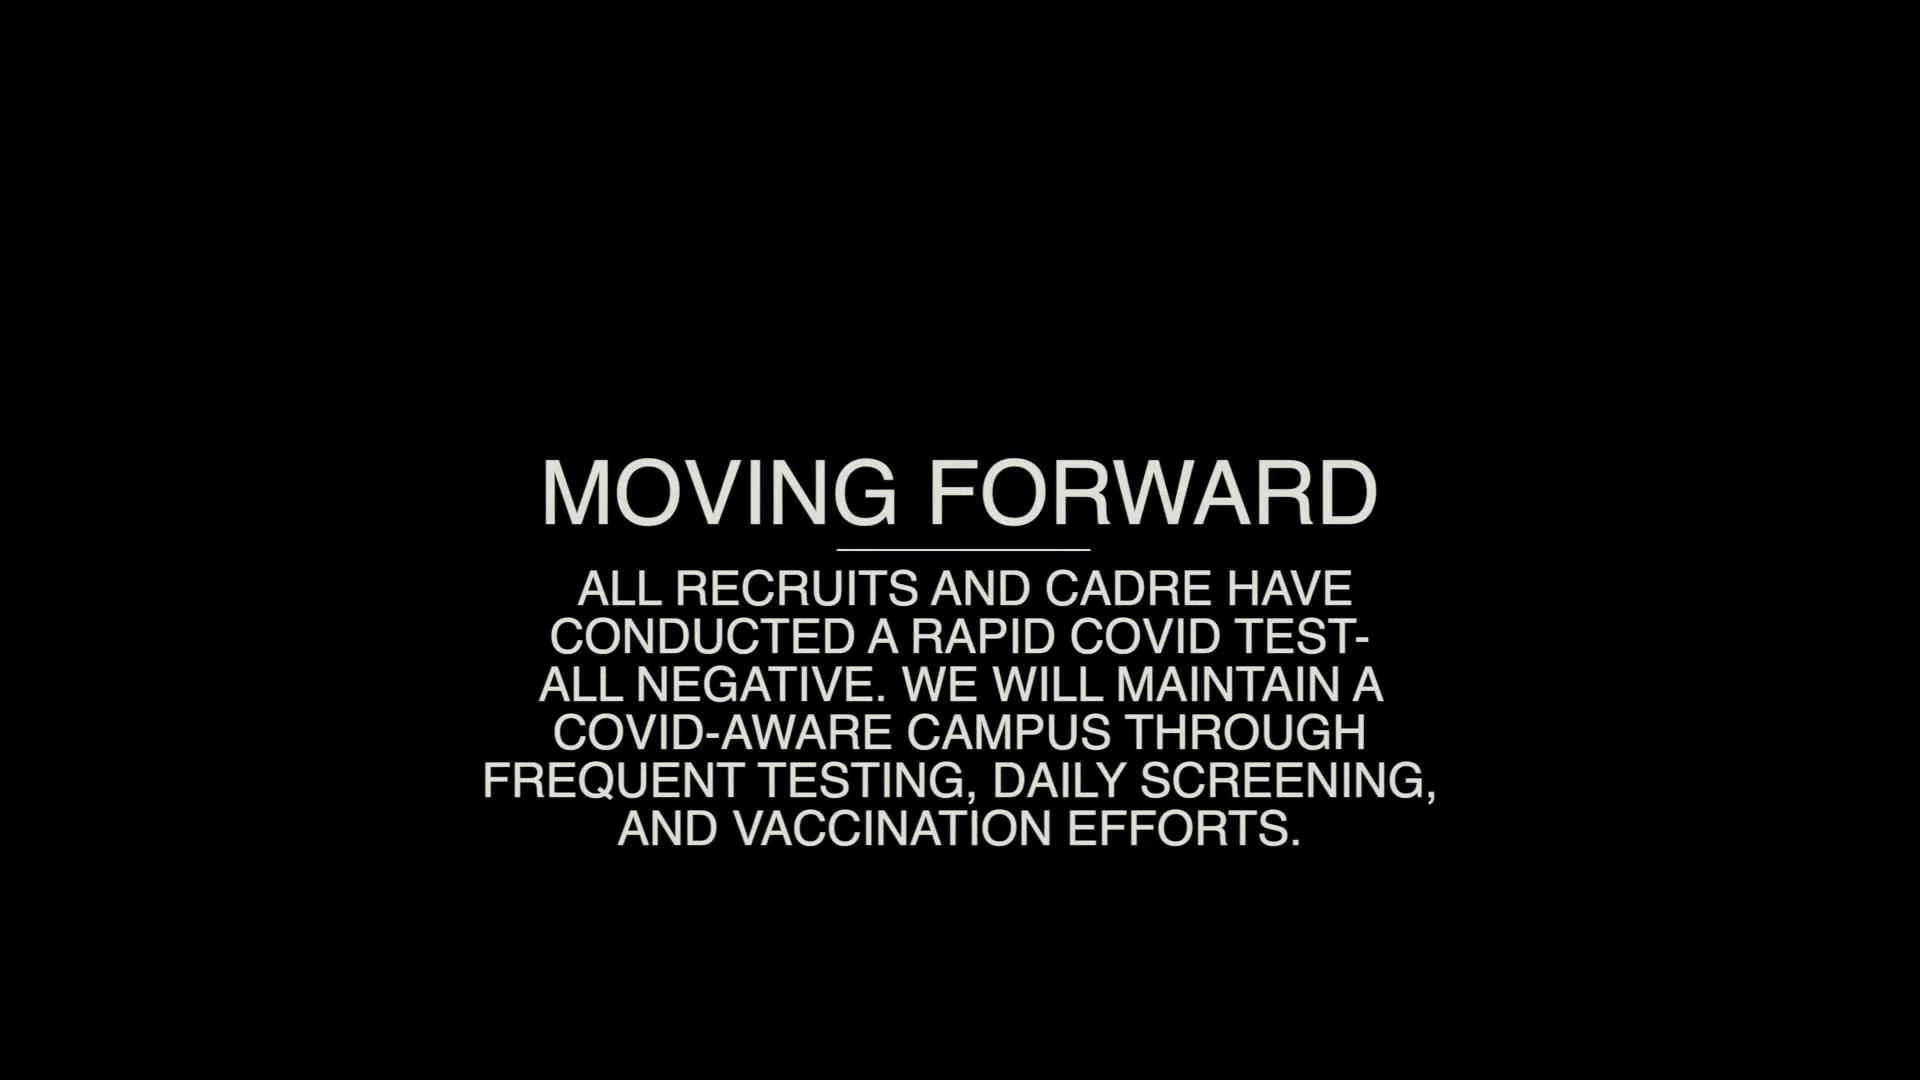 MOVING FORWARD
ALL RECRUITS AND CADRE HAVE
CONDUCTED A RAPID COVID TEST-
ALL NEGATIVE. WE WILL MAINTAIN A
COVID-AWARE CAMPUS THROUGH
FREQUENT TESTING, DAILY SCREENING,
AND VACCINATION EFFORTS.